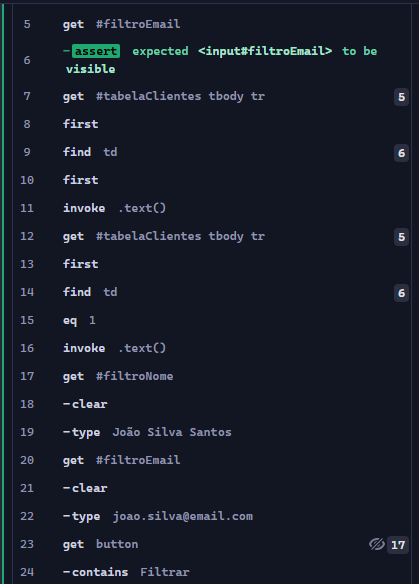 5 get #filtroEmail
6 -assert expected <input#filtroEmail> to be
visible
7 get #tabelaClientes tbody tr 5
8 first
9 find td 6
10 first
11 invoke .text()
12 get #tabelaClientes tbody tr 5
13 first
14 find td 6
15 eq 1
16 invoke .text()
17 get #filtroNome
18 -clear
19 -type João Silva Santos
20 get #filtroEmail
21 -clear
22 -type joao.silva@email.com
23 get button 17
24 -contains Filtrar